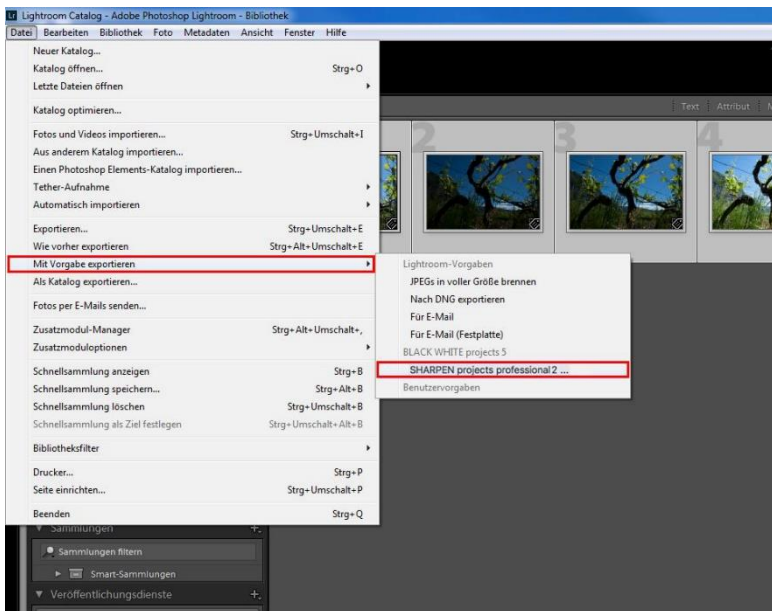 Lr Lightroom Catalog - Adobe Photoshop Lightroom - Bibliothek
Datei Bearbeiten Bibliothek Foto Metadaten Ansicht Fenster Hilfe
Neuer Katalog...
Katalog öffnen... Strg+O
Letzte Dateien öffnen
Katalog optimieren...
Fotos und Videos importieren... Strg+Umschalt+I
Aus anderem Katalog importieren...
Einen Photoshop Elements-Katalog importieren...
Tether-Aufnahme
Automatisch importieren
Exportieren... Strg+Umschalt+E
Wie vorher exportieren Strg+Alt+Umschalt+E
Mit Vorgabe exportieren
Als Katalog exportieren...
Fotos per E-Mails senden...
Zusatzmodul-Manager Strg+Alt+Umschalt+,
Zusatzmoduloptionen
Schnellsammlung anzeigen Strg+B
Schnellsammlung speichern... Strg+Alt+B
Schnellsammlung löschen Strg+Umschalt+B
Schnellsammlung als Ziel festlegen Strg+Umschalt+Alt+B
Bibliotheksfilter
Drucker... Strg+P
Seite einrichten... Strg+Umschalt+P
Beenden Strg+Q
Text Attribut
2 3 4
Lightroom-Vorgaben
JPEGs in voller Größe brennen
Nach DNG exportieren
Für E-Mail
Für E-Mail (Festplatte)
BLACK WHITE projects 5
SHARPEN projects professional2 ...
Benutzervorgaben
Sammlungen
Sammlungen filtern
Smart-Sammlungen
Veröffentlichungsdienste